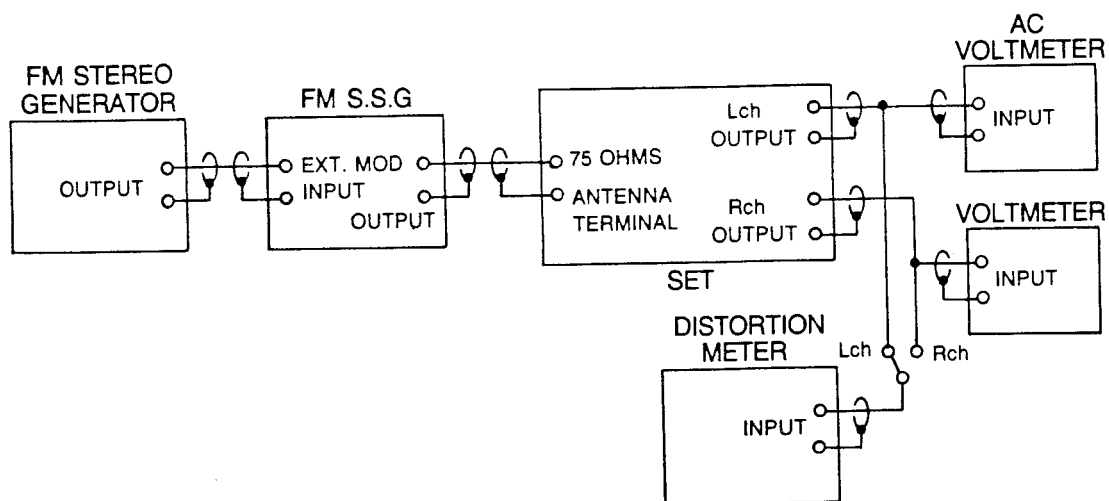 FM STEREO
GENERATOR
OUTPUT
FM S.S.G
EXT. MOD
INPUT
OUTPUT
75 OHMS
ANTENNA
TERMINAL
Lch
OUTPUT
Rch
OUTPUT
SET
AC
VOLTMETER
INPUT
VOLTMETER
INPUT
DISTORTION
METER
INPUT
Lch
Rch